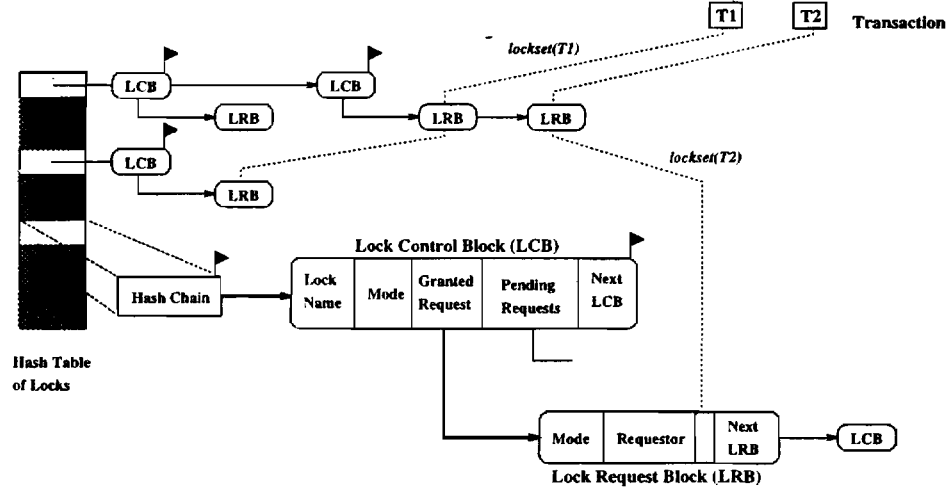 T1
T2
Transaction
lockset(T1)
LCB
LCB
LRB
LRB
LRB
LCB
lockset(T2)
LRB
Lock Control Block (LCB)
Hash Chain
Lock Name
Mode
Granted Request
Pending Requests
Next LCB
Hash Table
of Locks
Mode
Requestor
Next LRB
LCB
Lock Request Block (LRB)